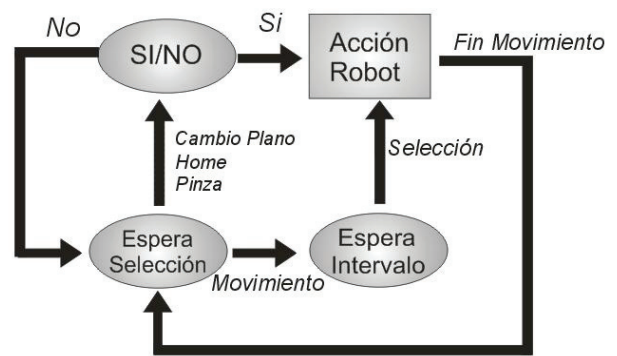 No
SI/NO
Si
Acción
Robot
Fin Movimiento
Cambio Plano
Home
Pinza
Selección
Espera
Selección
Movimiento
Espera
Intervalo